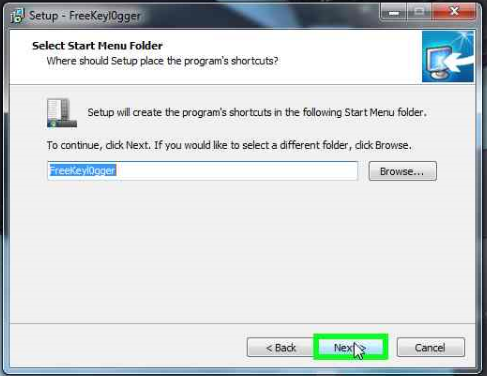 Setup - FreeKeyl0gger
Select Start Menu Folder
Where should Setup place the program's shortcuts?
Setup will create the program's shortcuts in the following Start Menu folder.
To continue, click Next. If you would like to select a different folder, click Browse.
FreeKeyl0gger
Browse...
< Back
Next >
Cancel